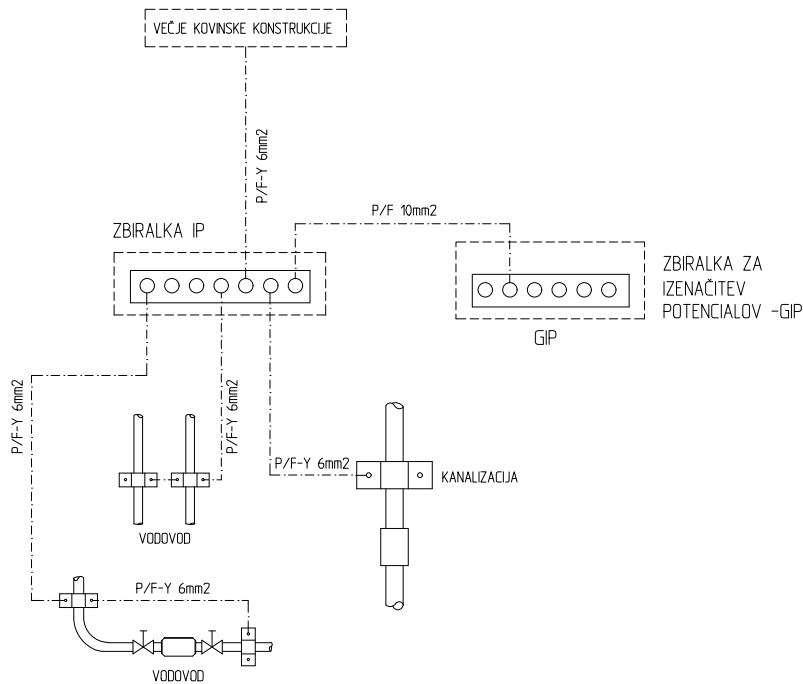 VEČJE KOVINSKE KONSTRUKCIJE
P/F-Y 6mm2
P/F 10mm2
ZBIRALKA IP
ZBIRALKA ZA
IZENAČITEV
POTENCIALOV -GIP
GIP
P/F-Y 6mm2
P/F-Y 6mm2
P/F-Y 6mm2
KANALIZACIJA
VODOVOD
P/F-Y 6mm2
VODOVOD